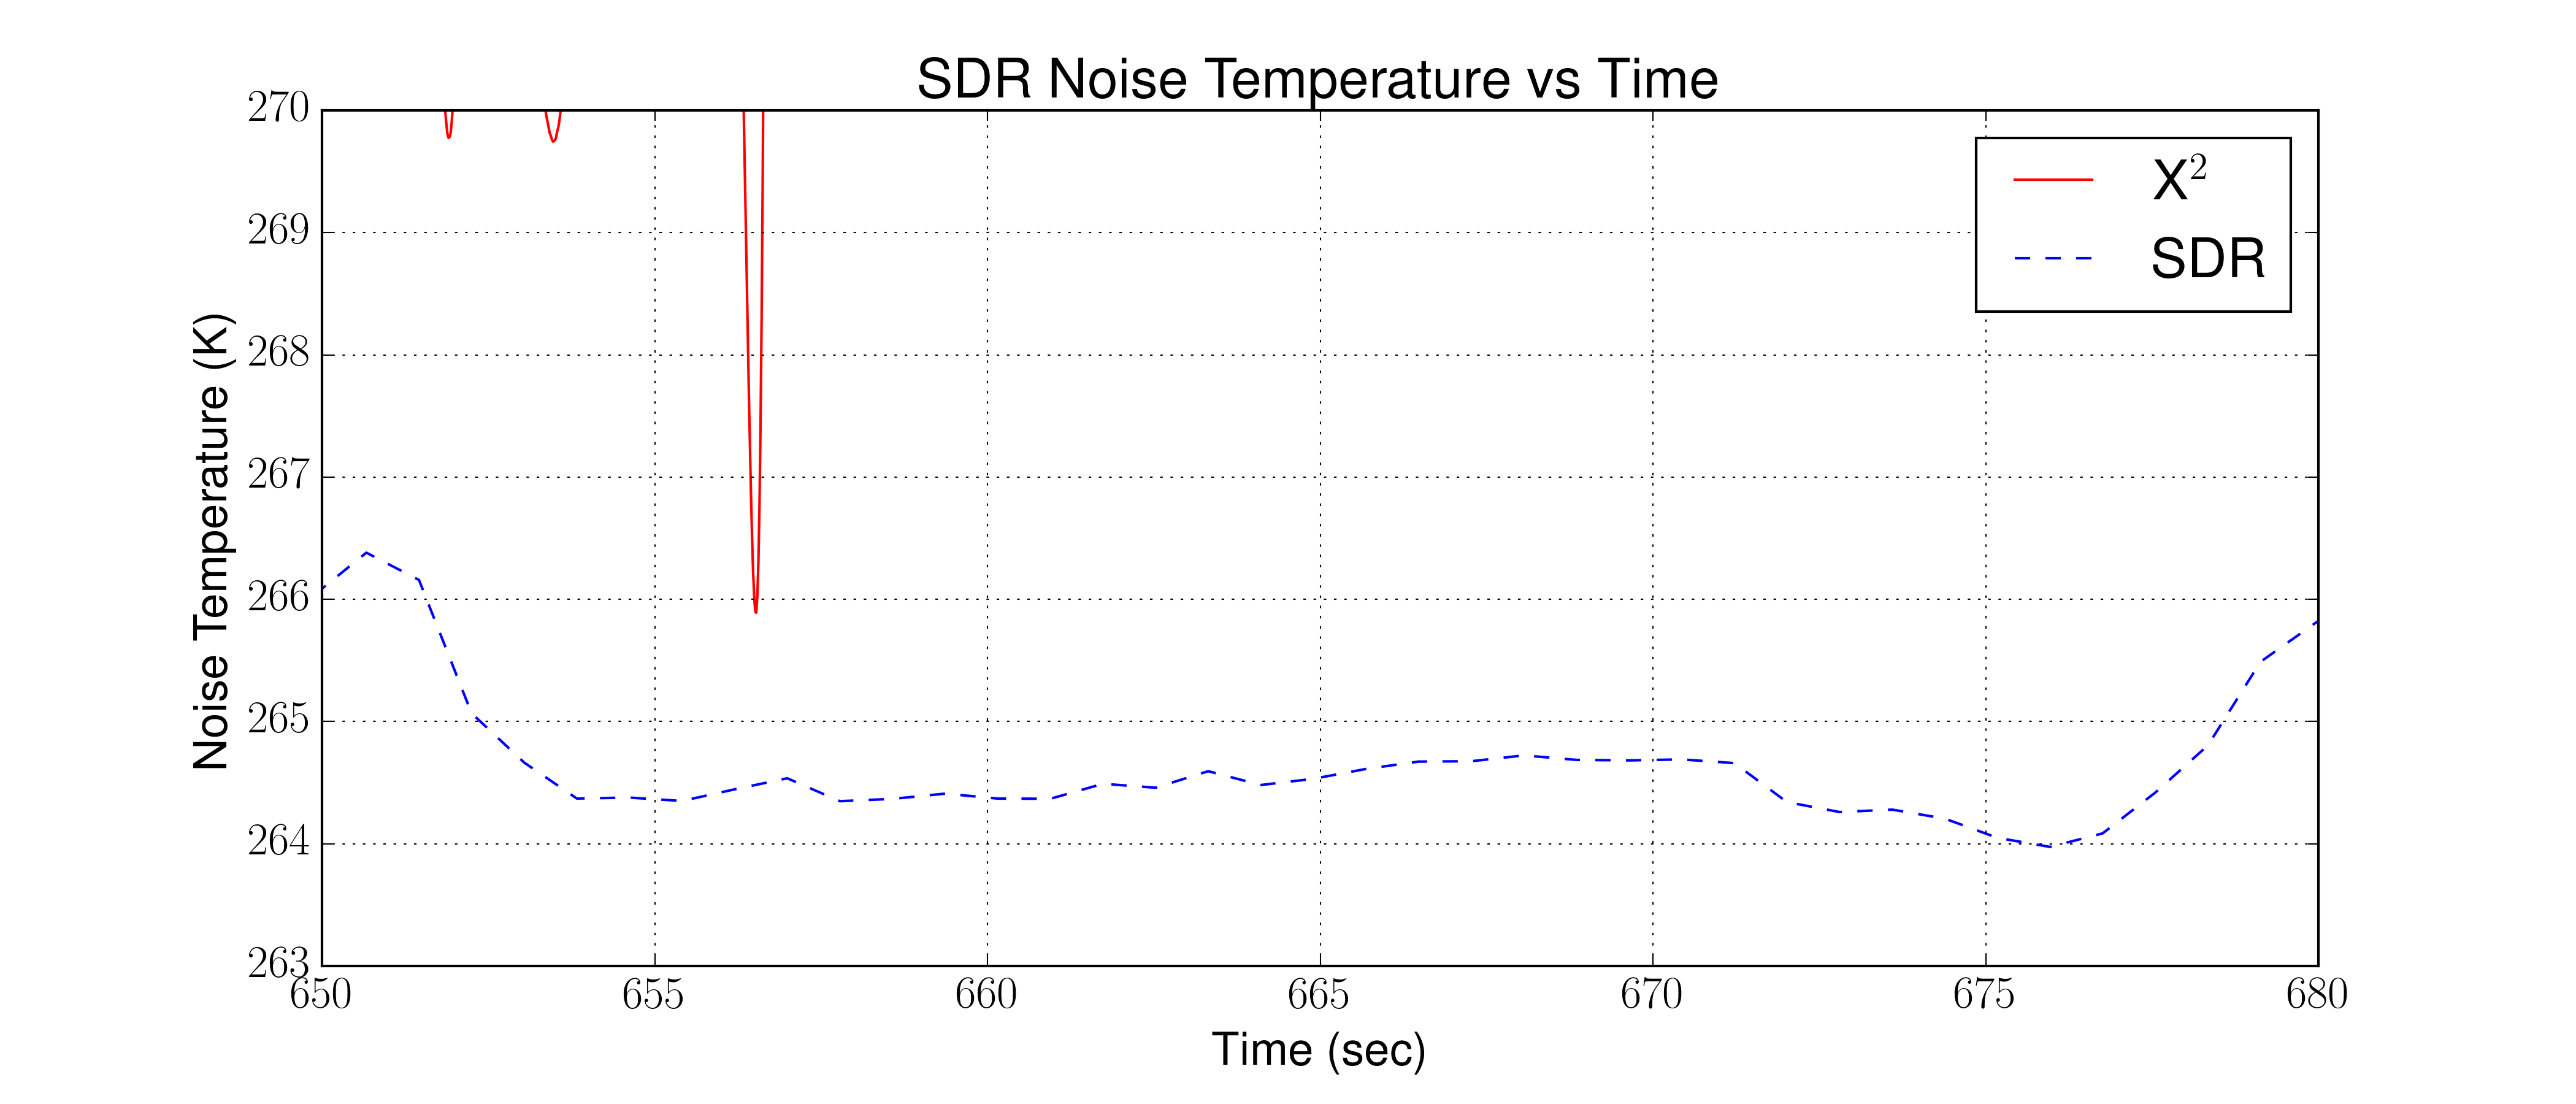 SDR Noise Temperature vs Time
270
269
268
267
266
265
264
263
Noise Temperature (K)
X²
SDR
650 655 660 665 670 675 680
Time (sec)